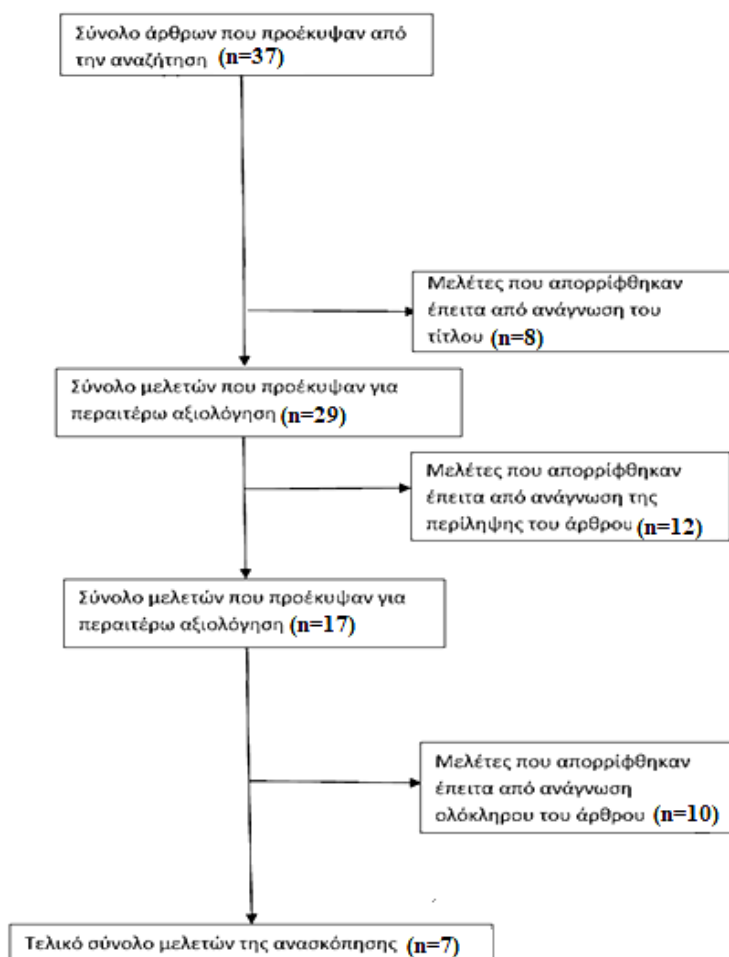 Σύνολο άρθρων που προέκυψαν από
την αναζήτηση (n=37)
Μελέτες που απορρίφθηκαν
έπειτα από ανάγνωση του
τίτλου (n=8)
Σύνολο μελετών που προέκυψαν για
περαιτέρω αξιολόγηση (n=29)
Μελέτες που απορρίφθηκαν
έπειτα από ανάγνωση της
περίληψης του άρθρου (n=12)
Σύνολο μελετών που προέκυψαν για
περαιτέρω αξιολόγηση (n=17)
Μελέτες που απορρίφθηκαν
έπειτα από ανάγνωση
ολόκληρου του άρθρου (n=10)
Τελικό σύνολο μελετών της ανασκόπησης (n=7)